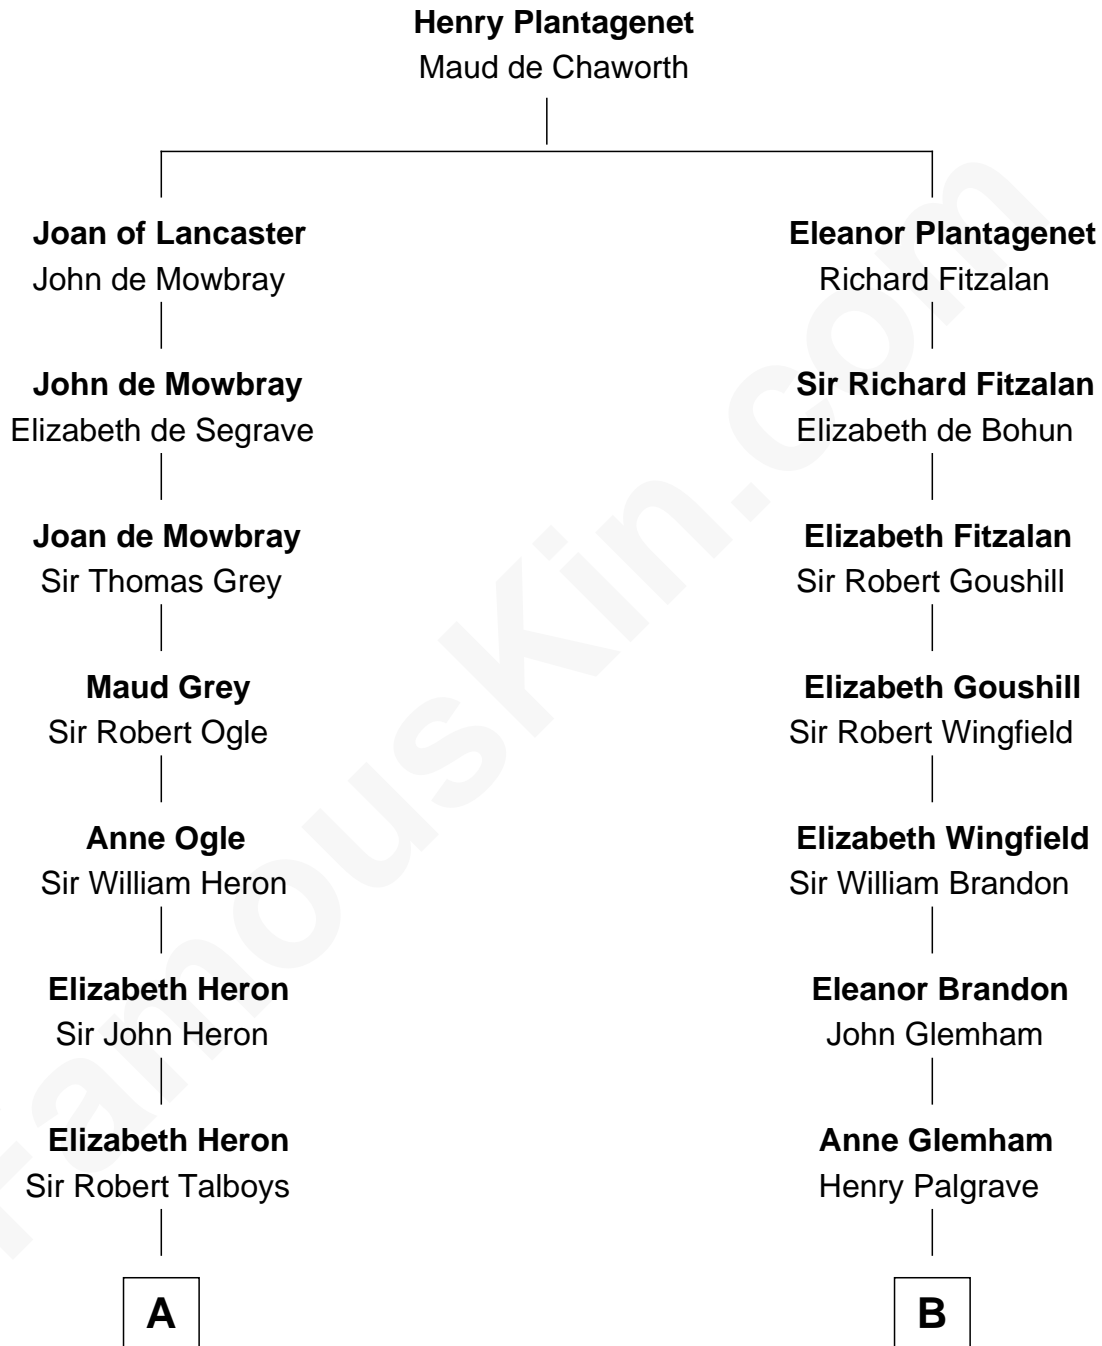 Henry Plantagenet
Maud de Chaworth
Joan of Lancaster
John de Mowbray
Eleanor Plantagenet
Richard Fitzalan
John de Mowbray
Elizabeth de Segrave
Sir Richard Fitzalan
Elizabeth de Bohun
Joan de Mowbray
Sir Thomas Grey
Elizabeth Fitzalan
Sir Robert Goushill
Maud Grey
Sir Robert Ogle
Elizabeth Goushill
Sir Robert Wingfield
Anne Ogle
Sir William Heron
Elizabeth Wingfield
Sir William Brandon
Elizabeth Heron
Sir John Heron
Eleanor Brandon
John Glemham
Elizabeth Heron
Sir Robert Talboys
Anne Glemham
Henry Palgrave
A
B
FamousKin.com